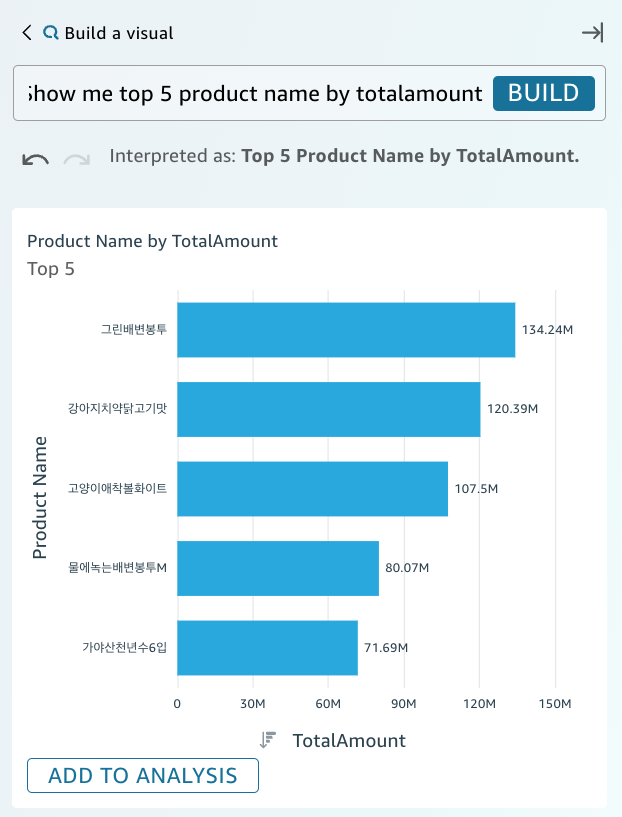 Build a visual
Show me top 5 product name by totalamount
BUILD
Interpreted as: Top 5 Product Name by TotalAmount.
Product Name by TotalAmount
Top 5
Product Name
그린배변봉투
134.24M
강아지치약닭고기맛
120.39M
고양이애착볼화이트
107.5M
물에녹는배변봉투M
80.07M
가야산천년수6입
71.69M
0 30M 60M 90M 120M 150M
TotalAmount
ADD TO ANALYSIS